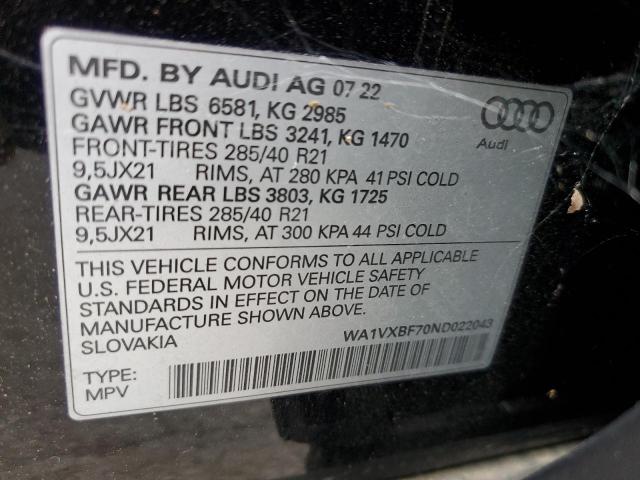 MFD. BY AUDI AG 07 22
GVWR LBS 6581, KG 2985
GAWR FRONT LBS 3241, KG 1470
FRONT-TIRES 285/40 R21
9,5JX21 RIMS, AT 280 KPA 41 PSI COLD
GAWR REAR LBS 3803, KG 1725
REAR-TIRES 285/40 R21
9,5JX21 RIMS, AT 300 KPA 44 PSI COLD
Audi
THIS VEHICLE CONFORMS TO ALL APPLICABLE
U.S. FEDERAL MOTOR VEHICLE SAFETY
STANDARDS IN EFFECT ON THE DATE OF
MANUFACTURE SHOWN ABOVE.
SLOVAKIA
WA1VXBF70ND022043
TYPE:
MPV